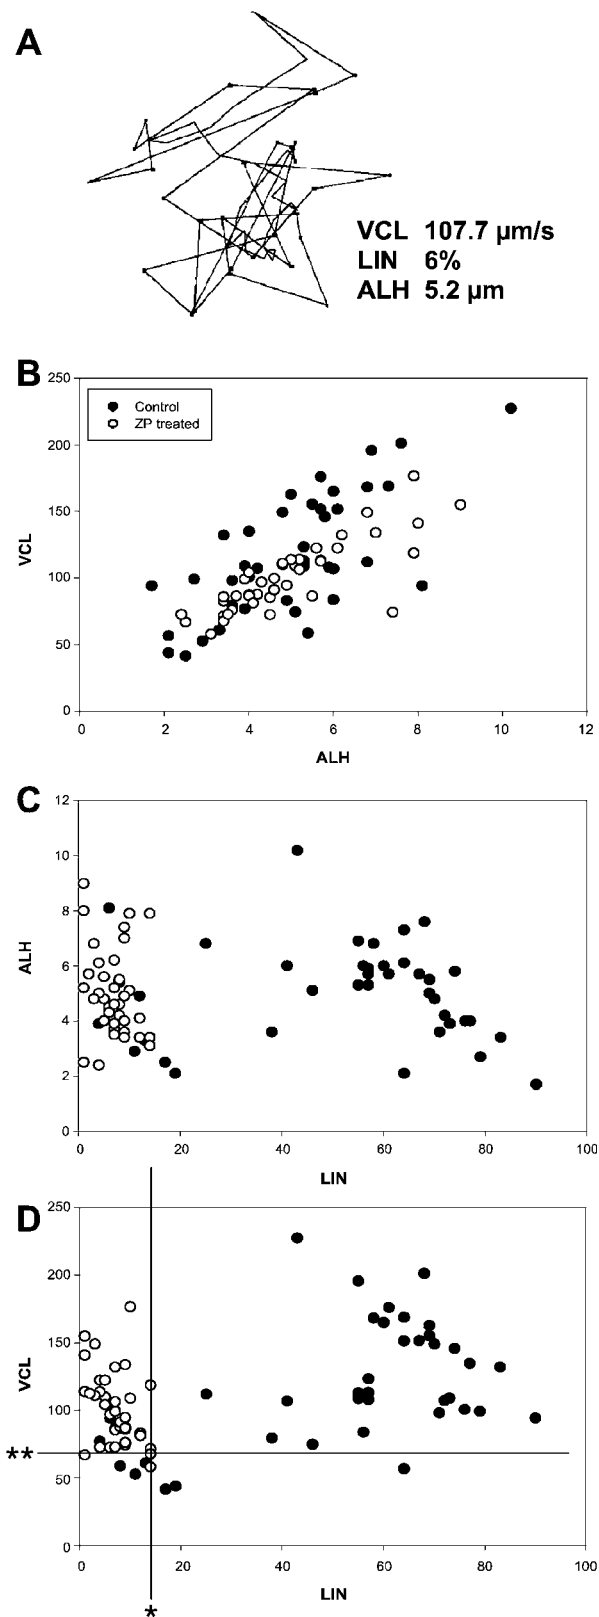 A
VCL 107.7 µm/s
LIN 6%
ALH 5.2 µm
B
250
Control
ZP treated
200
150
VCL
100
50
0
2 4 6 8 10 12
ALH
C
12
10
8
ALH
6
4
2
0
0 20 40 60 80 100
LIN
D
250
200
150
VCL
100
**
50
0
0 20 40 60 80 100
LIN
*